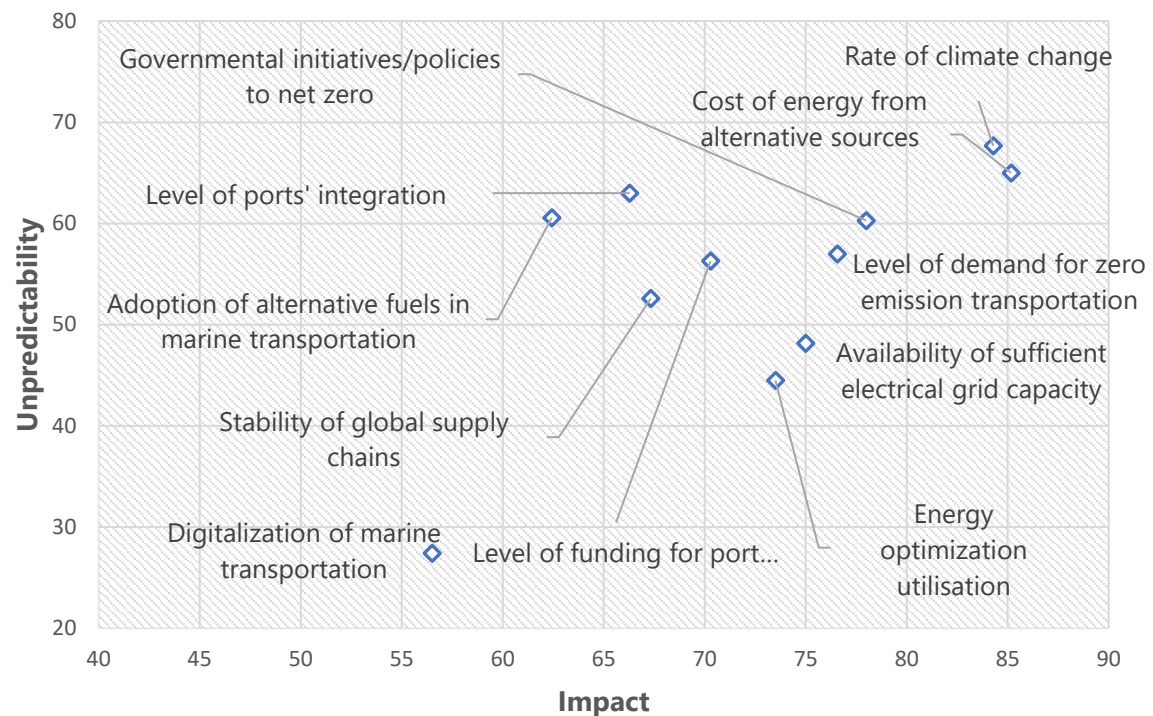 80
70
60
50
40
30
20
Unpredictability
Governmental initiatives/policies
to net zero
Rate of climate change
Cost of energy from
alternative sources
Level of ports' integration
Level of demand for zero
emission transportation
Adoption of alternative fuels in
marine transportation
Availability of sufficient
electrical grid capacity
Stability of global supply
chains
Energy
optimization
utilisation
Digitalization of marine
transportation
Level of funding for port...
40 45 50 55 60 65 70 75 80 85 90
Impact